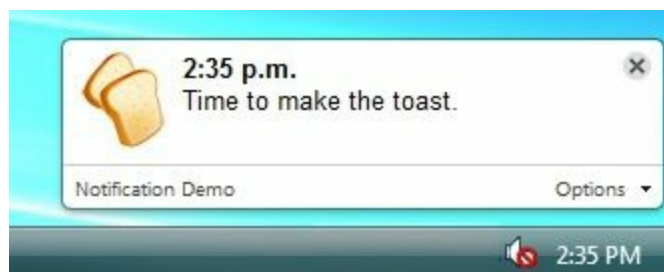 2:35 p.m.
Time to make the toast.
Notification Demo
Options
2:35 PM